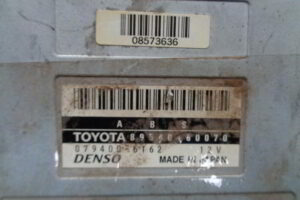 08573636
A B S
TOYOTA 89540-60070
079400-6162 12V
DENSO MADE IN JAPAN